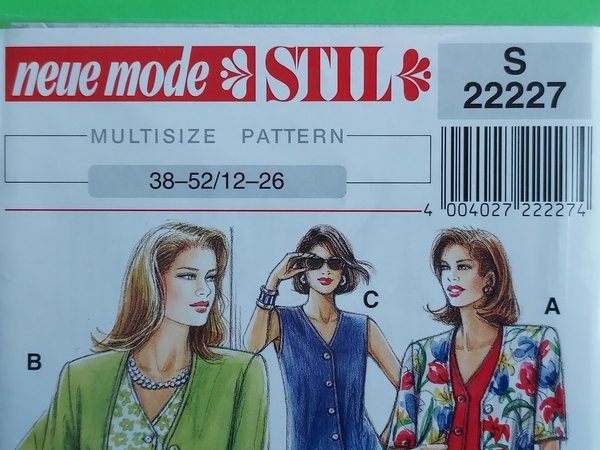 neue mode STIL
S
22227
MULTISIZE PATTERN
38–52/12–26
4 004027 222274
C
A
B